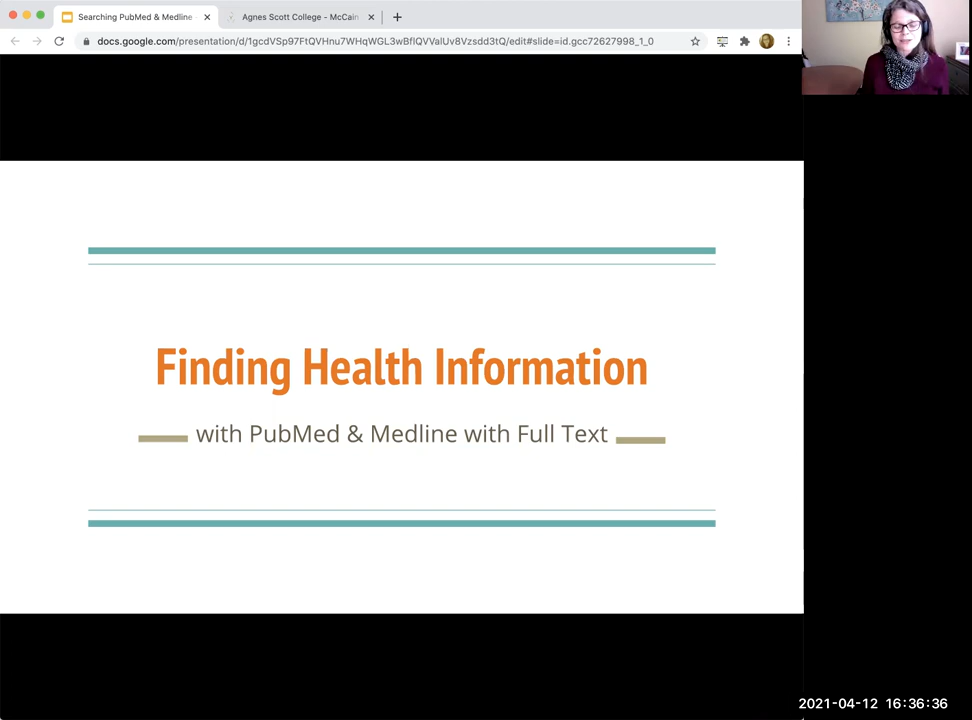 Searching PubMed & Medline
Agnes Scott College - McCain
docs.google.com/presentation/d/1gcdVSp97FtQVHnu7WHqWGL3wBflQVValUv8Vzsdd3tQ/edit#slide=id.gcc72627998_1_0
Finding Health Information
with PubMed & Medline with Full Text
2021-04-12 16:36:36